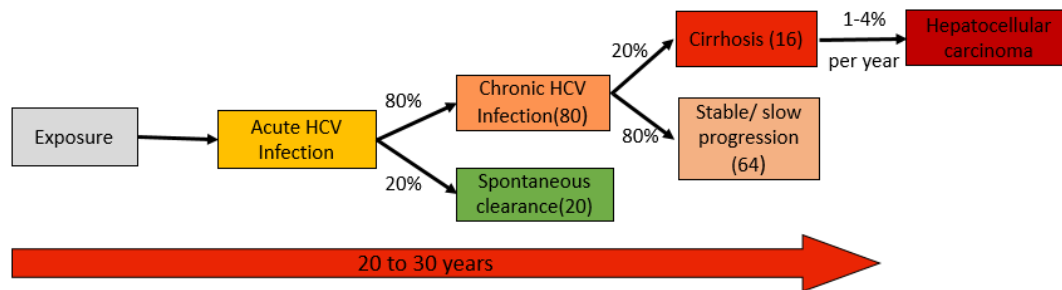 Exposure
Acute HCV
Infection
80%
20%
Chronic HCV
Infection(80)
Spontaneous
clearance(20)
20%
80%
Cirrhosis (16)
Stable/ slow
progression
(64)
1-4%
per year
Hepatocellular
carcinoma
20 to 30 years